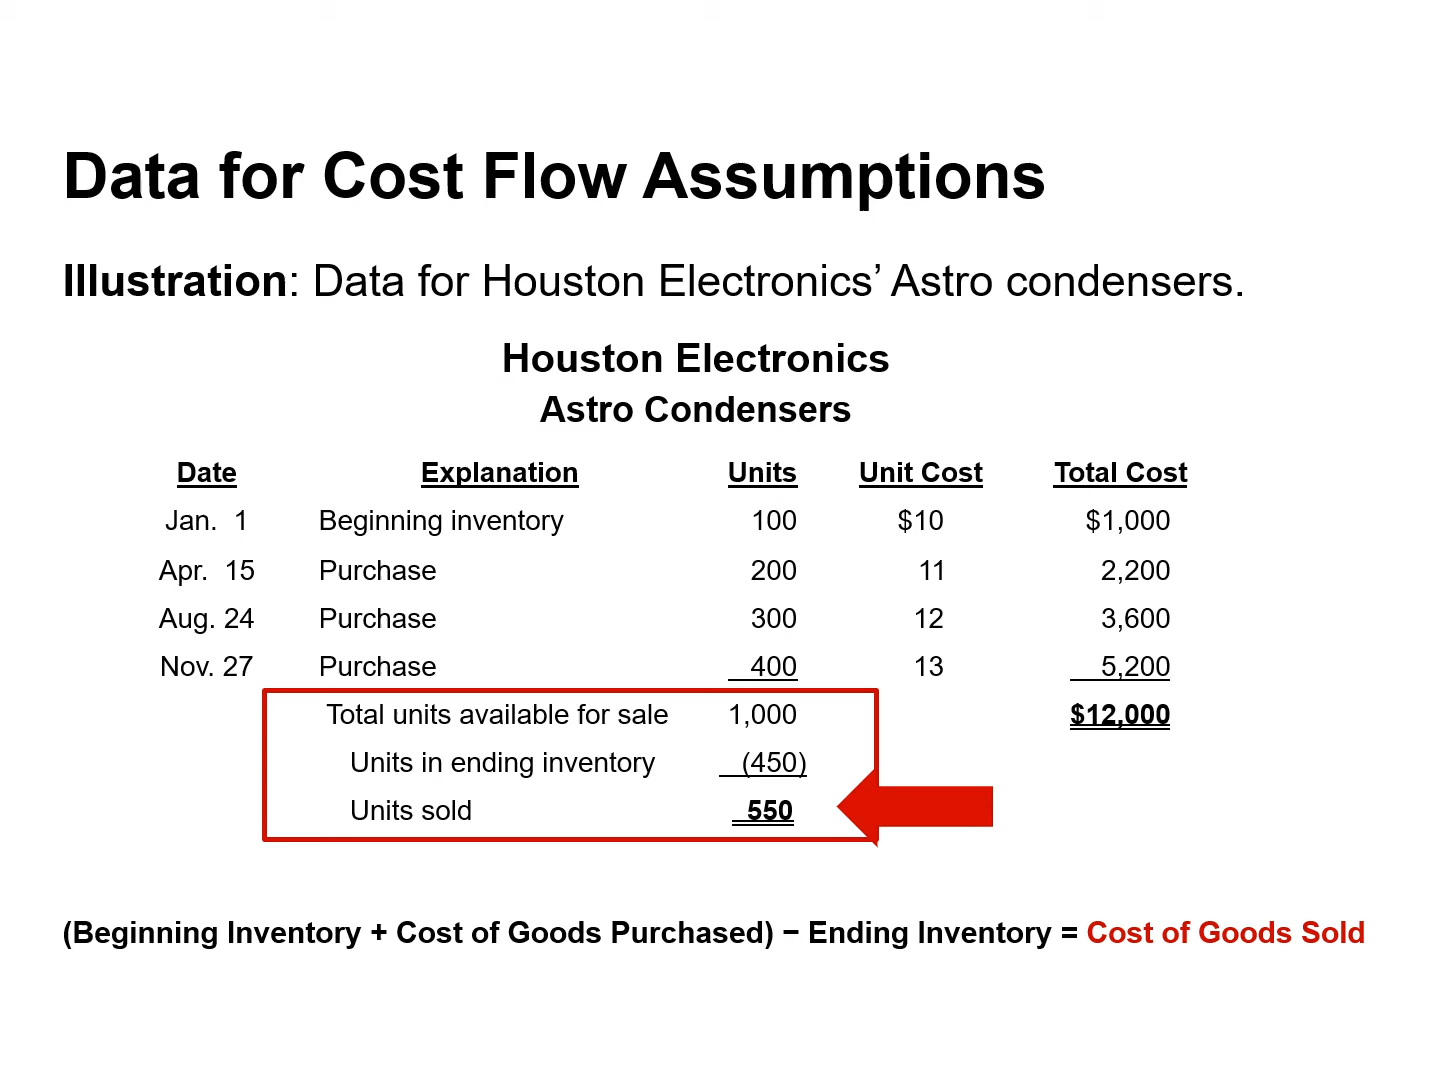 Data for Cost Flow Assumptions
Illustration: Data for Houston Electronics’ Astro condensers.
Houston Electronics
Astro Condensers
Date Explanation Units Unit Cost Total Cost
Jan. 1 Beginning inventory 100 $10 $1,000
Apr. 15 Purchase 200 11 2,200
Aug. 24 Purchase 300 12 3,600
Nov. 27 Purchase 400 13 5,200
Total units available for sale 1,000 $12,000
Units in ending inventory (450)
Units sold 550
(Beginning Inventory + Cost of Goods Purchased) − Ending Inventory = Cost of Goods Sold